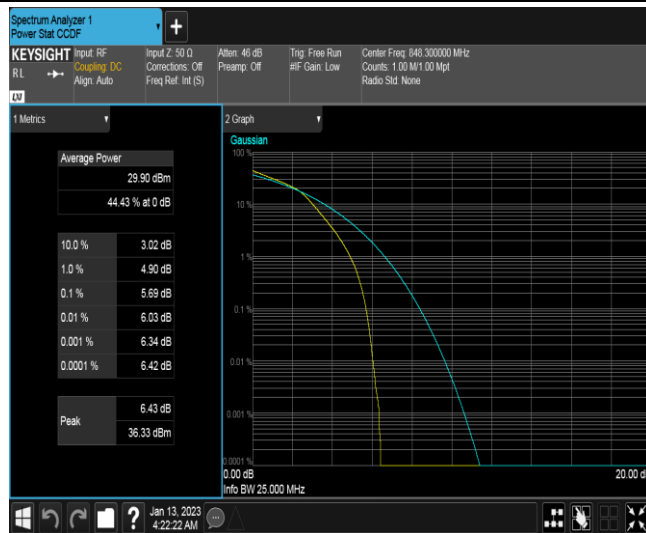 Spectrum Analyzer 1
Power Stat CCDF
KEYSIGHT
RL
Input: RF
Coupling: DC
Align: Auto
Input Z: 50 Ω
Corrections: Off
Freq Ref: Int (S)
Atten: 46 dB
Preamp: Off
Trig: Free Run
#IF Gain: Low
Center Freq: 848.300000 MHz
Counts: 1.00 M/1.00 Mpt
Radio Std: None
1 Metrics
Average Power
29.90 dBm
44.43 % at 0 dB
10.0 % 3.02 dB
1.0 % 4.90 dB
0.1 % 5.69 dB
0.01 % 6.03 dB
0.001 % 6.34 dB
0.0001 % 6.42 dB
Peak
6.43 dB
36.33 dBm
2 Graph
Gaussian
100 %
10 %
1 %
0.1 %
0.01 %
0.001 %
0.0001 %
0.00 dB
20.00 d
Info BW 25.000 MHz
Jan 13, 2023
4:22:22 AM